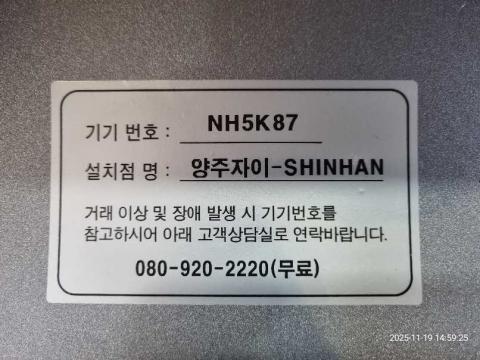 기기 번호 : NH5K87
설치점 명 : 양주자이-SHINHAN
거래 이상 및 장애 발생 시 기기번호를
참고하시어 아래 고객상담실로 연락바랍니다.
080-920-2220(무료)
2025-11-19 14:59:25